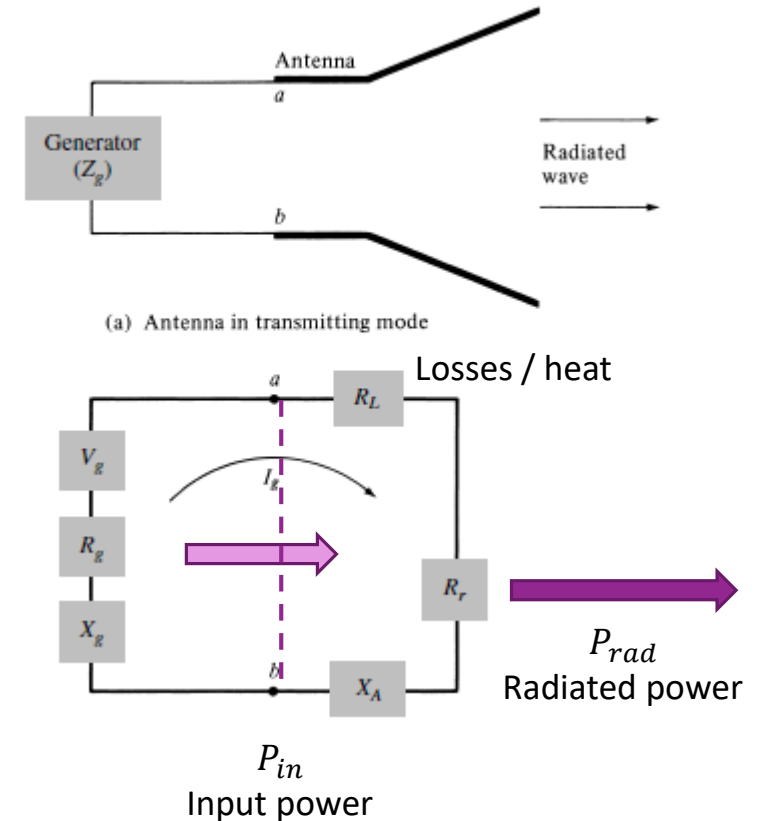 Antenna
a
Generator
(Z_g)
Radiated
wave
b
(a) Antenna in transmitting mode
Losses / heat
a
R_L
V_g
I_g
R_g
R_r
X_g
P_rad
Radiated power
b
X_A
P_in
Input power